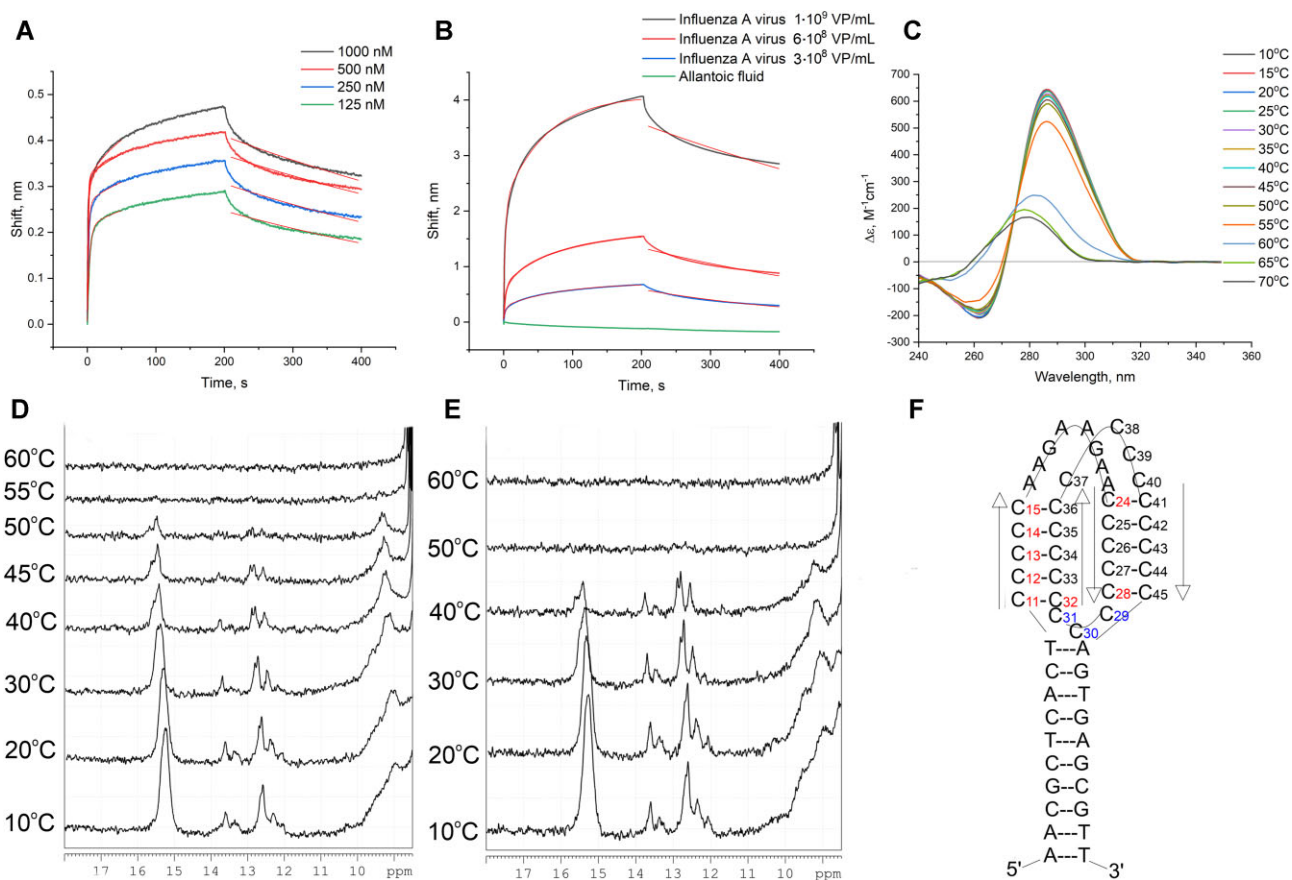 A
1000 nM
500 nM
250 nM
125 nM
Shift, nm
0.5
0.4
0.3
0.2
0.1
0.0
0
100
200
300
400
Time, s
B
Influenza A virus 1·10⁹ VP/mL
Influenza A virus 6·10⁸ VP/mL
Influenza A virus 3·10⁸ VP/mL
Allantoic fluid
Shift, nm
4
3
2
1
0
0
100
200
300
400
Time, s
C
10°C
15°C
20°C
25°C
30°C
35°C
40°C
45°C
50°C
55°C
60°C
65°C
70°C
Δε, M⁻¹cm⁻¹
700
600
500
400
300
200
100
0
-100
-200
-300
240
260
280
300
320
340
360
Wavelength, nm
D
60°C
55°C
50°C
45°C
40°C
30°C
20°C
10°C
17 16 15 14 13 12 11 10 ppm
E
60°C
50°C
40°C
30°C
20°C
10°C
17 16 15 14 13 12 11 10 ppm
F
A A C38
G G C39
A A C40
A C37 A
C15-C36 C24-C41
C14-C35 C25-C42
C13-C34 C26-C43
C12-C33 C27-C44
C11-C32 C28-C45
C31 C30 C29
T---A
C--G
A---T
C--G
T---A
C--G
G--C
C--G
A---T
5' A---T 3'